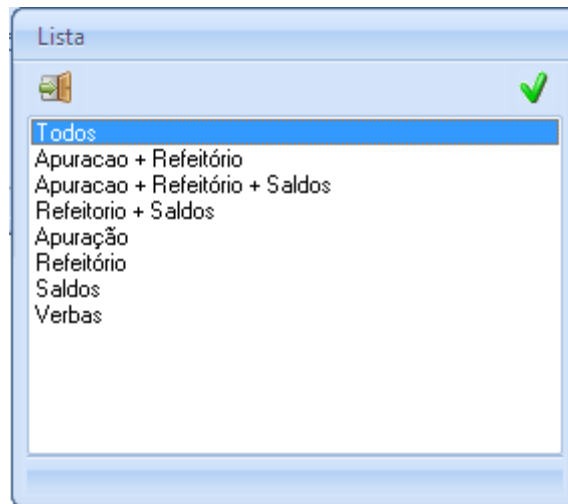 Lista
Todos
Apuracao + Refeitório
Apuracao + Refeitório + Saldos
Refeitorio + Saldos
Apuração
Refeitório
Saldos
Verbas